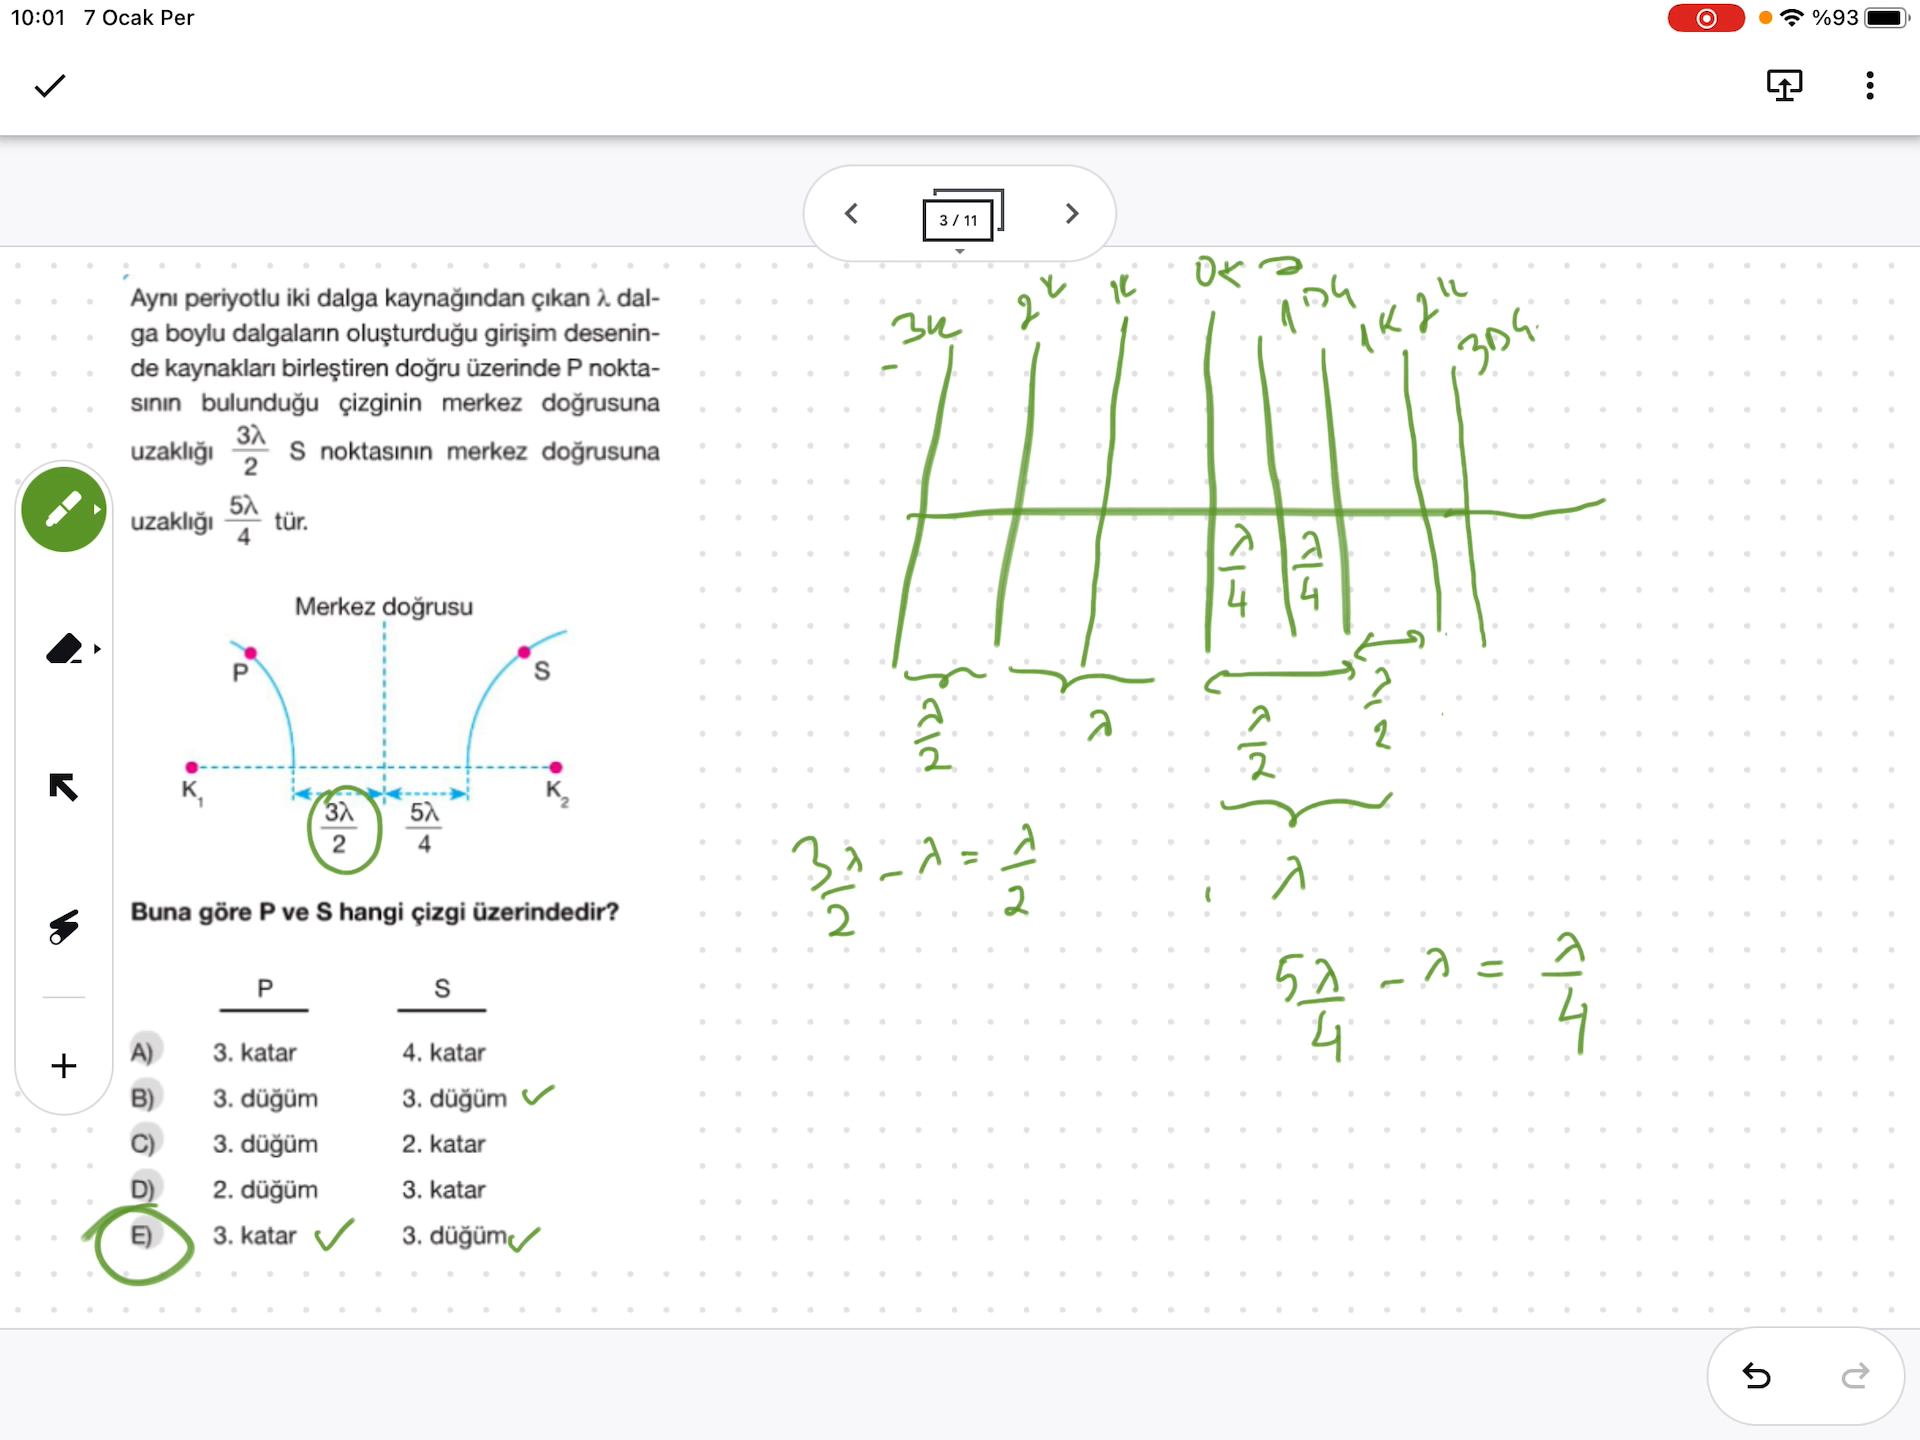 10:01 7 Ocak Per
%93
3 / 11
Aynı periyotlu iki dalga kaynağından çıkan λ dal-
ga boylu dalgaların oluşturduğu girişim desenin-
de kaynakları birleştiren doğru üzerinde P nokta-
sının bulunduğu çizginin merkez doğrusuna
uzaklığı 3λ/2 S noktasının merkez doğrusuna
uzaklığı 5λ/4 tür.
Merkez doğrusu
P
S
K₁
K₂
3λ/2
5λ/4
Buna göre P ve S hangi çizgi üzerindedir?
P S
A) 3. katar 4. katar
B) 3. düğüm 3. düğüm
C) 3. düğüm 2. katar
D) 2. düğüm 3. katar
E) 3. katar 3. düğüm
3K 2K 1K 0K 1DG 1K 2K 3DG
λ/4 λ/4
λ/2 λ λ/2 λ/2
λ
3λ/2 - λ = λ/2
5λ/4 - λ = λ/4